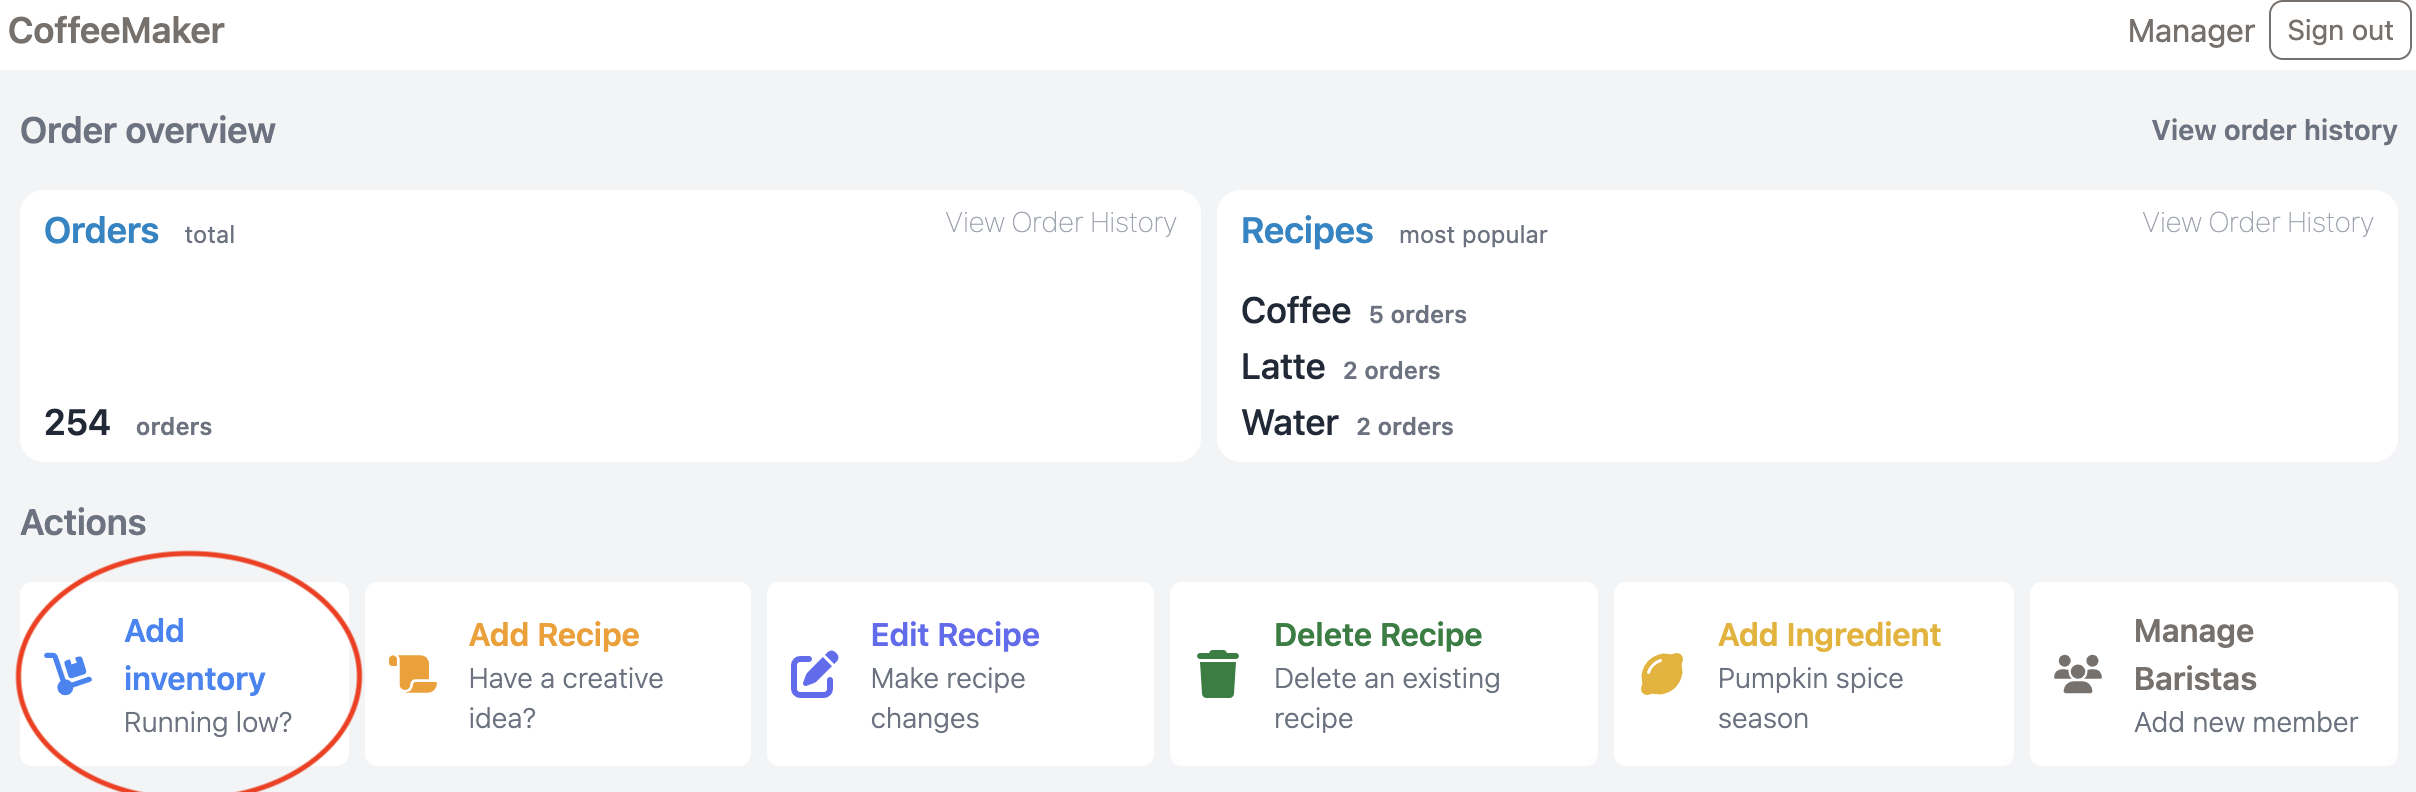 CoffeeMaker
Manager
Sign out
Order overview
View order history
Orders total
View Order History
254 orders
Recipes most popular
View Order History
Coffee 5 orders
Latte 2 orders
Water 2 orders
Actions
Add
inventory
Running low?
Add Recipe
Have a creative
idea?
Edit Recipe
Make recipe
changes
Delete Recipe
Delete an existing
recipe
Add Ingredient
Pumpkin spice
season
Manage
Baristas
Add new member